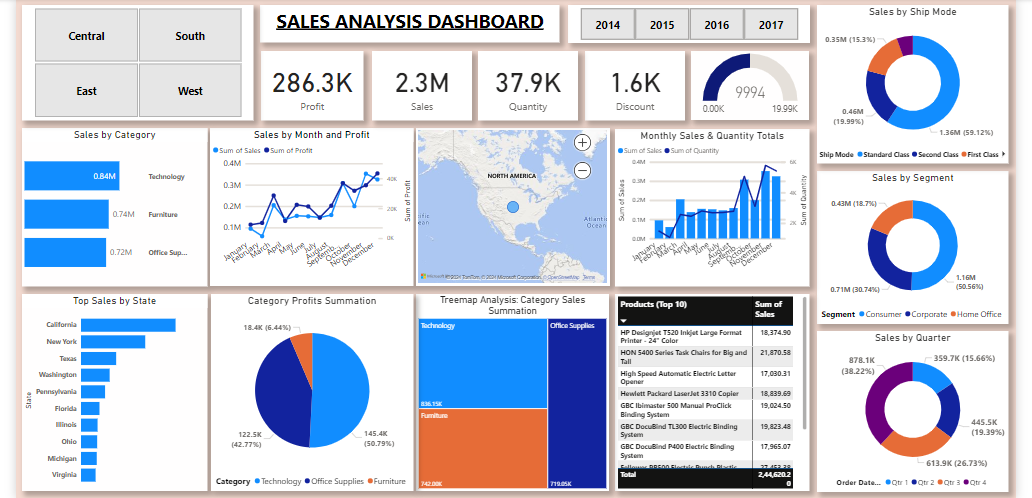 Central
South
East
West
SALES ANALYSIS DASHBOARD
2014
2015
2016
2017
286.3K
Profit
2.3M
Sales
37.9K
Quantity
1.6K
Discount
9994
0.00K
19.99K
Sales by Ship Mode
0.35M (15.3%)
0.46M
(19.99%)
1.36M (59.12%)
Ship Mode
Standard Class
Second Class
First Class
Sales by Category
0.84M
Technology
0.74M
Furniture
0.72M
Office Sup...
Sales by Month and Profit
Sum of Sales
Sum of Profit
0.4M
0.3M
0.2M
0.1M
40K
20K
0K
Sum of Profit
January
February
March
April
May
June
July
August
Septemb...
October
November
December
NORTH AMERICA
Atlantic
Ocean
Microsoft Corporation
OpenStreetMap
Terms
Monthly Sales & Quantity Totals
Sum of Sales
Sum of Quantity
Sum of Sales
0.4M
0.3M
0.2M
0.1M
0.0M
6K
4K
2K
Sum of Quantity
January
February
March
April
May
June
July
August
Septemb...
October
November
December
Sales by Segment
0.43M (18.7%)
0.71M (30.74%)
1.16M
(50.56%)
Segment
Consumer
Corporate
Home Office
Top Sales by State
State
California
New York
Texas
Washington
Pennsylvania
Florida
Illinois
Ohio
Michigan
Virginia
Category Profits Summation
18.4K (6.44%)
122.5K
(42.77%)
145.4K
(50.79%)
Category
Technology
Office Supplies
Furniture
Treemap Analysis: Category Sales
Summation
Technology
836.15K
Furniture
742.00K
Office Supplies
719.05K
Products (Top 10)
Sum of
Sales
HP Designjet T520 Inkjet Large Format
Printer - 24" Color
18,374.90
HON 5400 Series Task Chairs for Big and
Tall
21,870.58
High Speed Automatic Electric Letter
Opener
17,030.31
Hewlett Packard LaserJet 3310 Copier
18,839.69
GBC Ibimaster 500 Manual ProClick
Binding System
19,024.50
GBC DocuBind TL300 Electric Binding
System
19,823.48
GBC DocuBind P400 Electric Binding
System
17,965.07
Fellowes PB500 Electric Punch Plastic
27,453.38
Total
2,44,620.2
0
Sales by Quarter
878.1K
(38.22%)
359.7K (15.66%)
445.5K
(19.39%)
613.9K (26.73%)
Order Date...
Qtr 1
Qtr 2
Qtr 3
Qtr 4